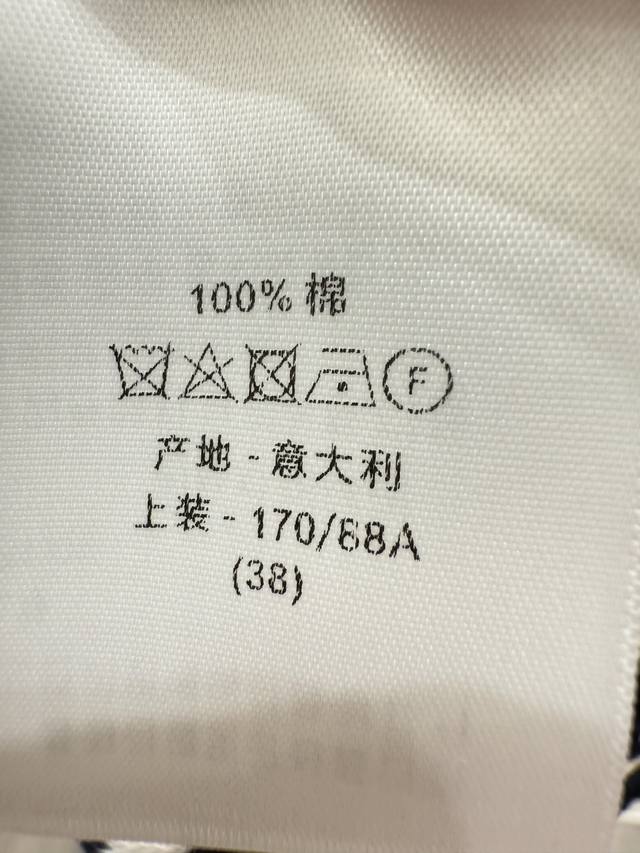 100% 棉
F
产地 - 意大利
上装 - 170/88A
(38)